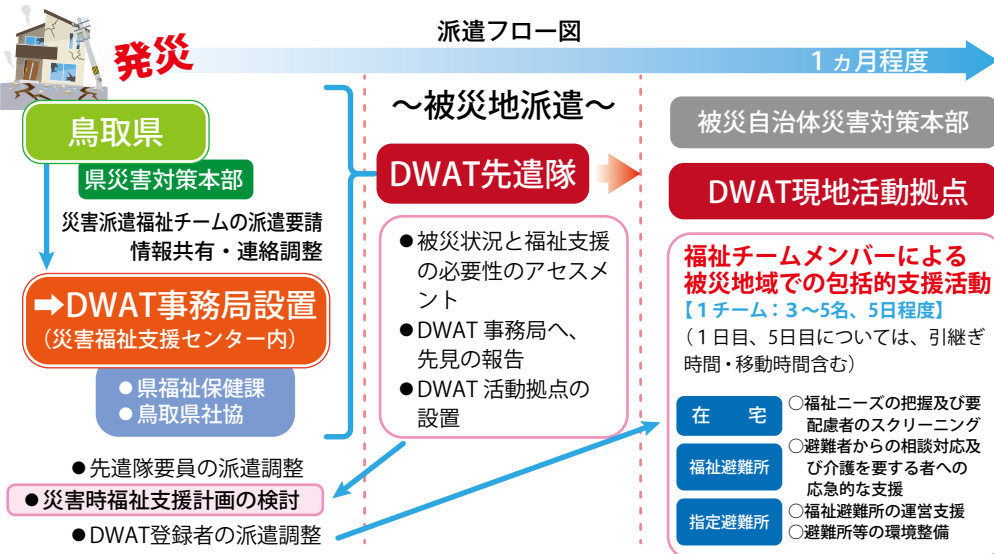 派遣フロー図
発災
1ヵ月程度
鳥取県
県災害対策本部
災害派遣福祉チームの派遣要請
情報共有・連絡調整
➡DWAT事務局設置
(災害福祉支援センター内)
●県福祉保健課
●鳥取県社協
●先遣隊要員の派遣調整
●災害時福祉支援計画の検討
●DWAT登録者の派遣調整
～被災地派遣～
DWAT先遣隊
●被災状況と福祉支援
の必要性のアセスメ
ント
●DWAT 事務局へ、
先見の報告
●DWAT 活動拠点の
設置
被災自治体災害対策本部
DWAT現地活動拠点
福祉チームメンバーによる
被災地域での包括的支援活動
【1チーム：3～5名、5日程度】
(1日目、5日目については、引継ぎ
時間・移動時間含む)
在　宅
福祉避難所
指定避難所
○福祉ニーズの把握及び要
配慮者のスクリーニング
○避難者からの相談対応及
び介護を要する者への
応急的な支援
○福祉避難所の運営支援
○避難所等の環境整備